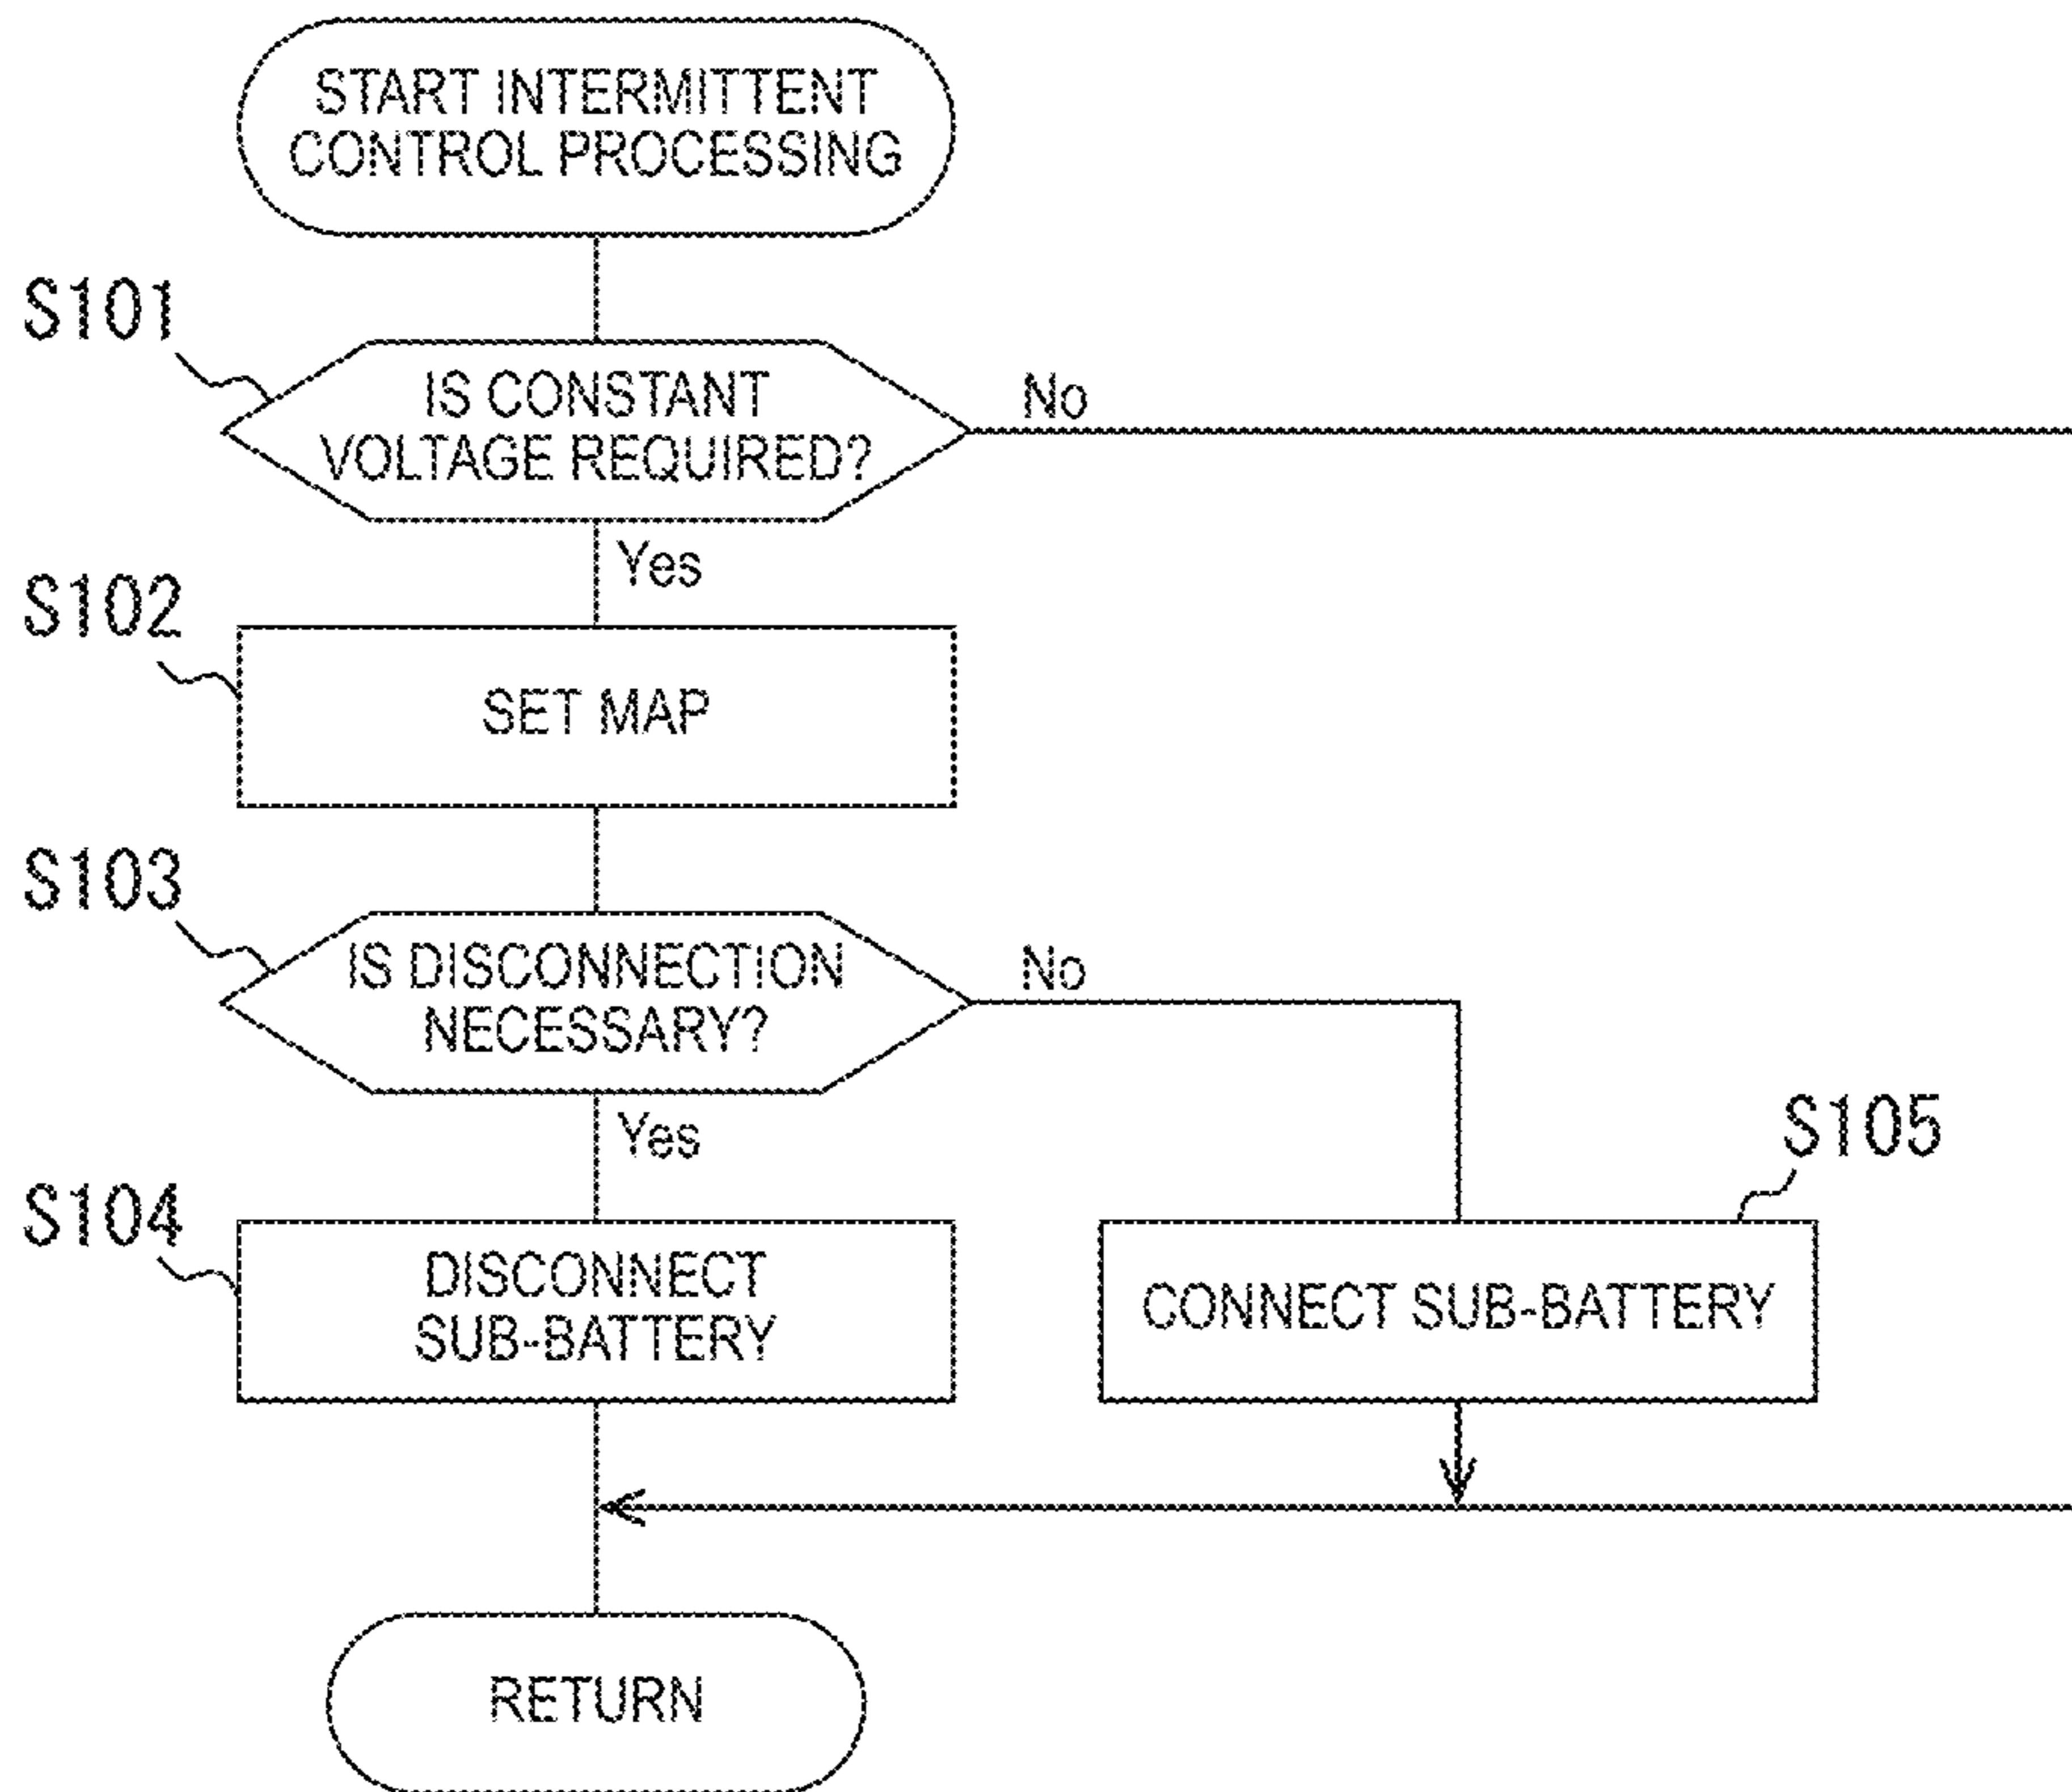 START INTERMITTENT
CONTROL PROCESSING
S101
IS CONSTANT
VOLTAGE REQUIRED?
No
Yes
S102
SET MAP
S103
IS DISCONNECTION
NECESSARY?
No
Yes
S105
S104
DISCONNECT
SUB-BATTERY
CONNECT SUB-BATTERY
RETURN